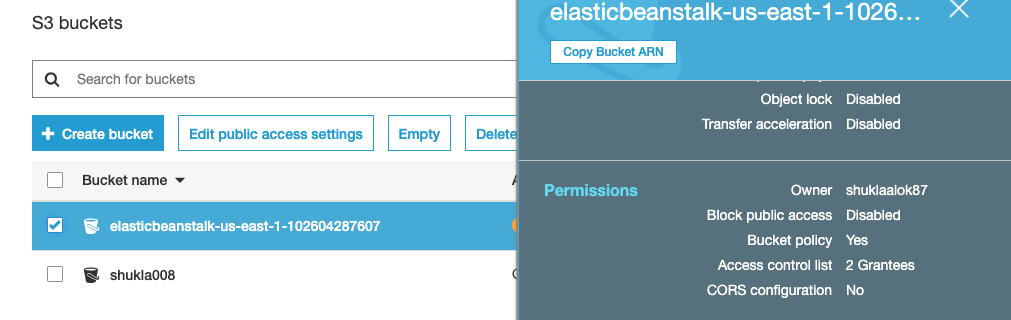 S3 buckets
Search for buckets
Create bucket
Edit public access settings
Empty
Delete
Bucket name
elasticbeanstalk-us-east-1-102604287607
shukla008
elasticbeanstalk-us-east-1-1026...
Copy Bucket ARN
Object lock Disabled
Transfer acceleration Disabled
Permissions
Owner shuklaalok87
Block public access Disabled
Bucket policy Yes
Access control list 2 Grantees
CORS configuration No